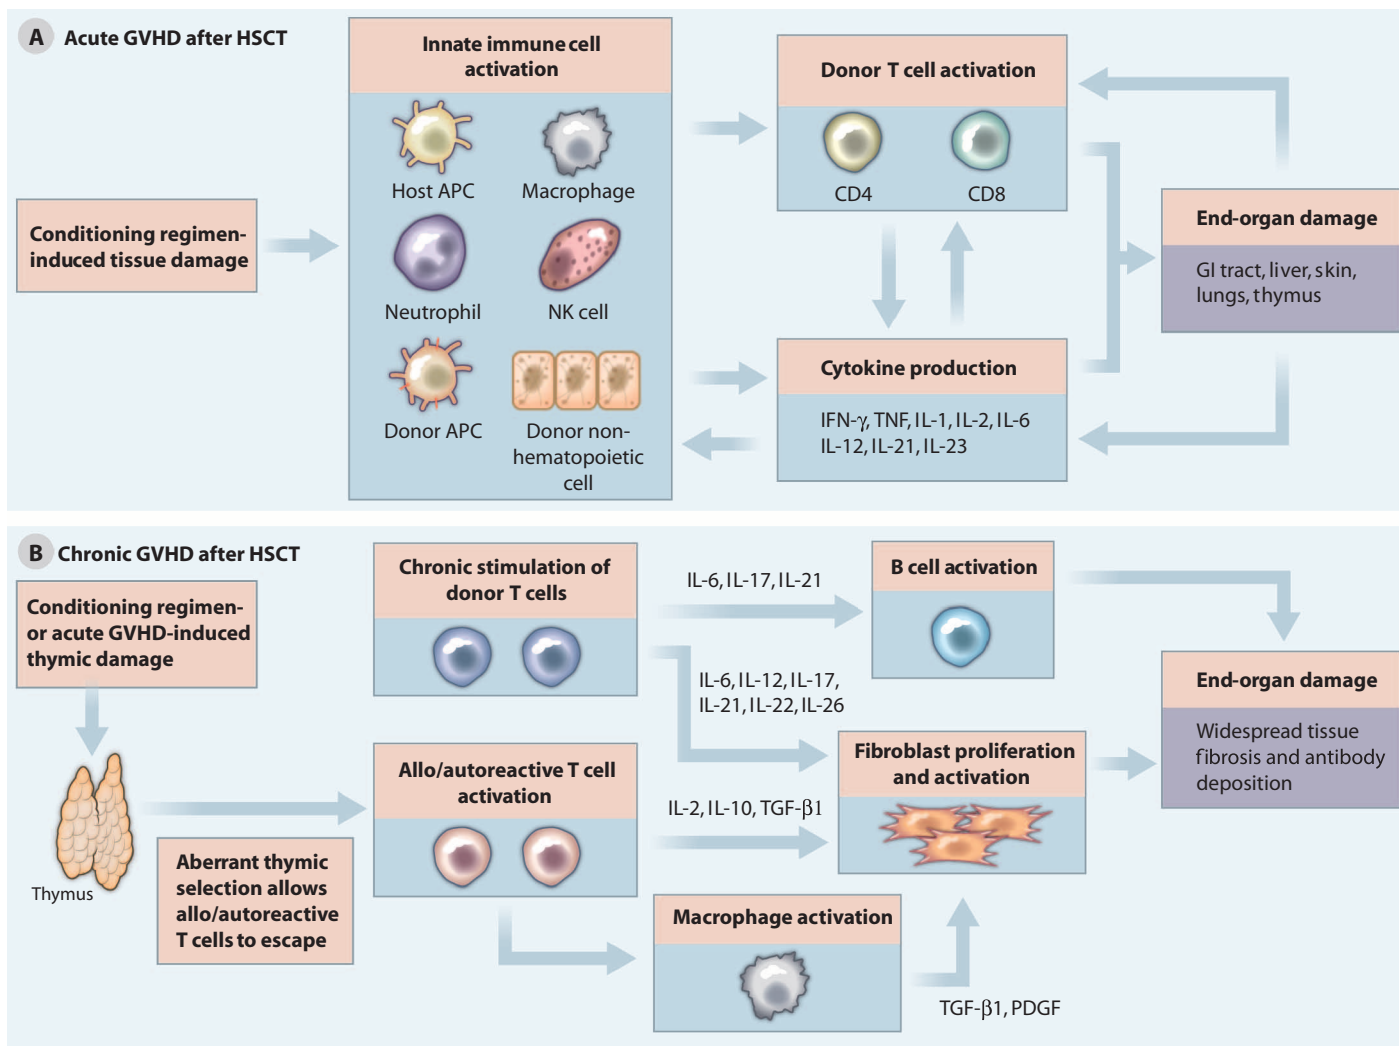 A Acute GVHD after HSCT
Conditioning regimen-
induced tissue damage
Innate immune cell
activation
Host APC
Macrophage
Neutrophil
NK cell
Donor APC
Donor non-
hematopoietic
cell
Donor T cell activation
CD4
CD8
Cytokine production
IFN-γ, TNF, IL-1, IL-2, IL-6
IL-12, IL-21, IL-23
End-organ damage
GI tract, liver, skin,
lungs, thymus
B Chronic GVHD after HSCT
Conditioning regimen-
or acute GVHD-induced
thymic damage
Thymus
Aberrant thymic
selection allows
allo/autoreactive
T cells to escape
Chronic stimulation of
donor T cells
Allo/autoreactive T cell
activation
IL-6, IL-17, IL-21
IL-6, IL-12, IL-17,
IL-21, IL-22, IL-26
IL-2, IL-10, TGF-β1
B cell activation
Fibroblast proliferation
and activation
Macrophage activation
TGF-β1, PDGF
End-organ damage
Widespread tissue
fibrosis and antibody
deposition